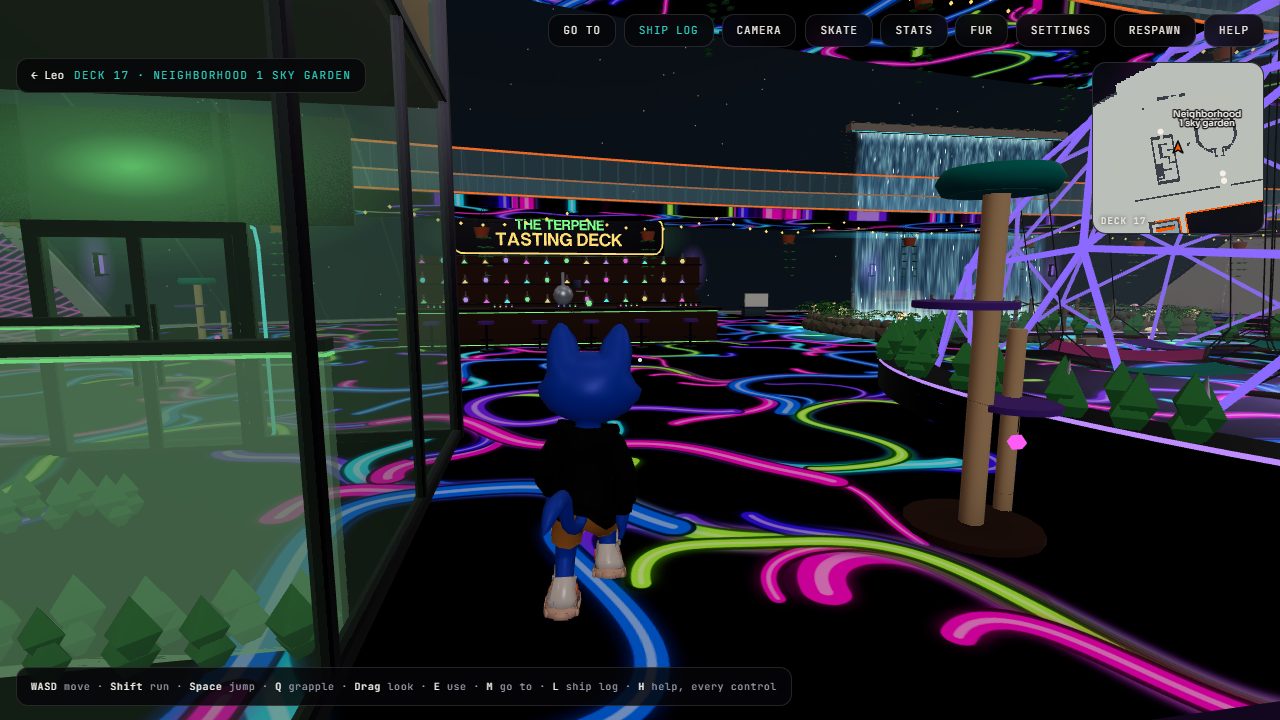 GO TO
SHIP LOG
CAMERA
SKATE
STATS
FUR
SETTINGS
RESPAWN
HELP
← Leo DECK 17 · NEIGHBORHOOD 1 SKY GARDEN
Neighborhood
1 sky garden
DECK 17
THE TERPENE
TASTING DECK
WASD move · Shift run · Space jump · Q grapple · Drag look · E use · M go to · L ship log · H help, every control